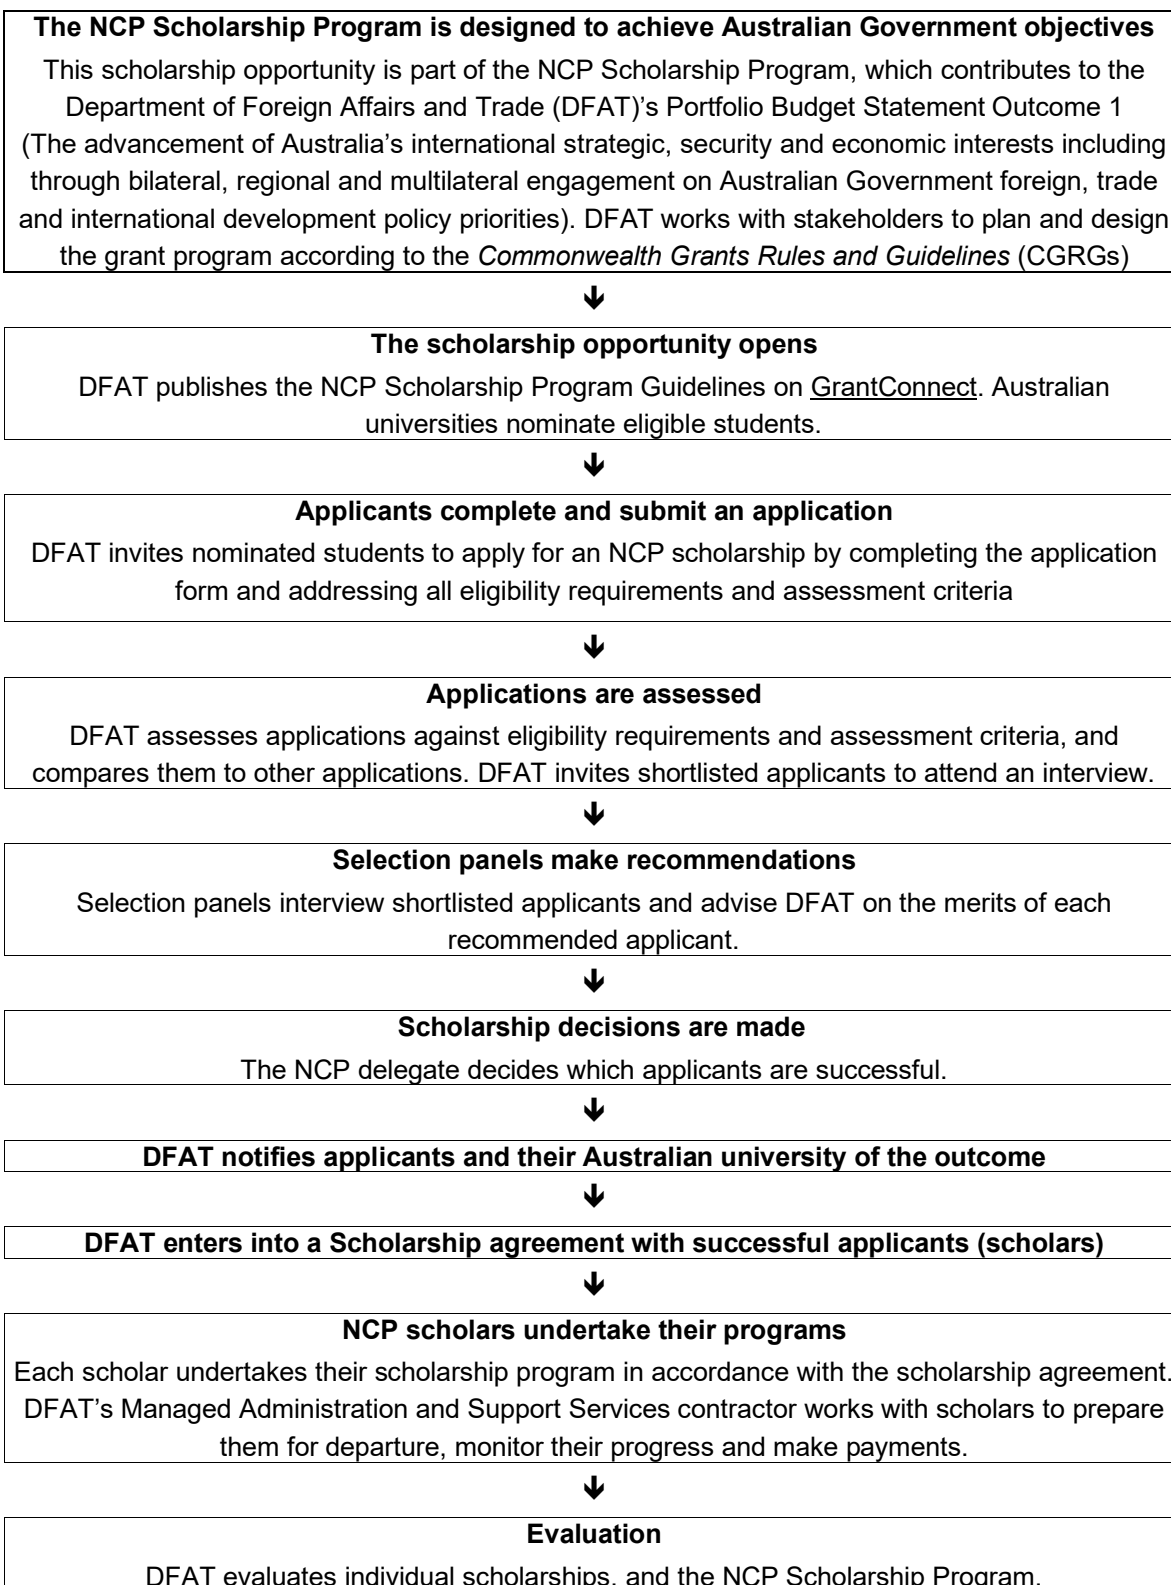 The NCP Scholarship Program is designed to achieve Australian Government objectives
This scholarship opportunity is part of the NCP Scholarship Program, which contributes to the
Department of Foreign Affairs and Trade (DFAT)'s Portfolio Budget Statement Outcome 1
(The advancement of Australia's international strategic, security and economic interests including
through bilateral, regional and multilateral engagement on Australian Government foreign, trade
and international development policy priorities). DFAT works with stakeholders to plan and design
the grant program according to the Commonwealth Grants Rules and Guidelines (CGRGs)
The scholarship opportunity opens
DFAT publishes the NCP Scholarship Program Guidelines on GrantConnect. Australian
universities nominate eligible students.
Applicants complete and submit an application
DFAT invites nominated students to apply for an NCP scholarship by completing the application
form and addressing all eligibility requirements and assessment criteria
Applications are assessed
DFAT assesses applications against eligibility requirements and assessment criteria, and
compares them to other applications. DFAT invites shortlisted applicants to attend an interview.
Selection panels make recommendations
Selection panels interview shortlisted applicants and advise DFAT on the merits of each
recommended applicant.
Scholarship decisions are made
The NCP delegate decides which applicants are successful.
DFAT notifies applicants and their Australian university of the outcome
DFAT enters into a Scholarship agreement with successful applicants (scholars)
NCP scholars undertake their programs
Each scholar undertakes their scholarship program in accordance with the scholarship agreement.
DFAT's Managed Administration and Support Services contractor works with scholars to prepare
them for departure, monitor their progress and make payments.
Evaluation
DFAT evaluates individual scholarships, and the NCP Scholarship Program.